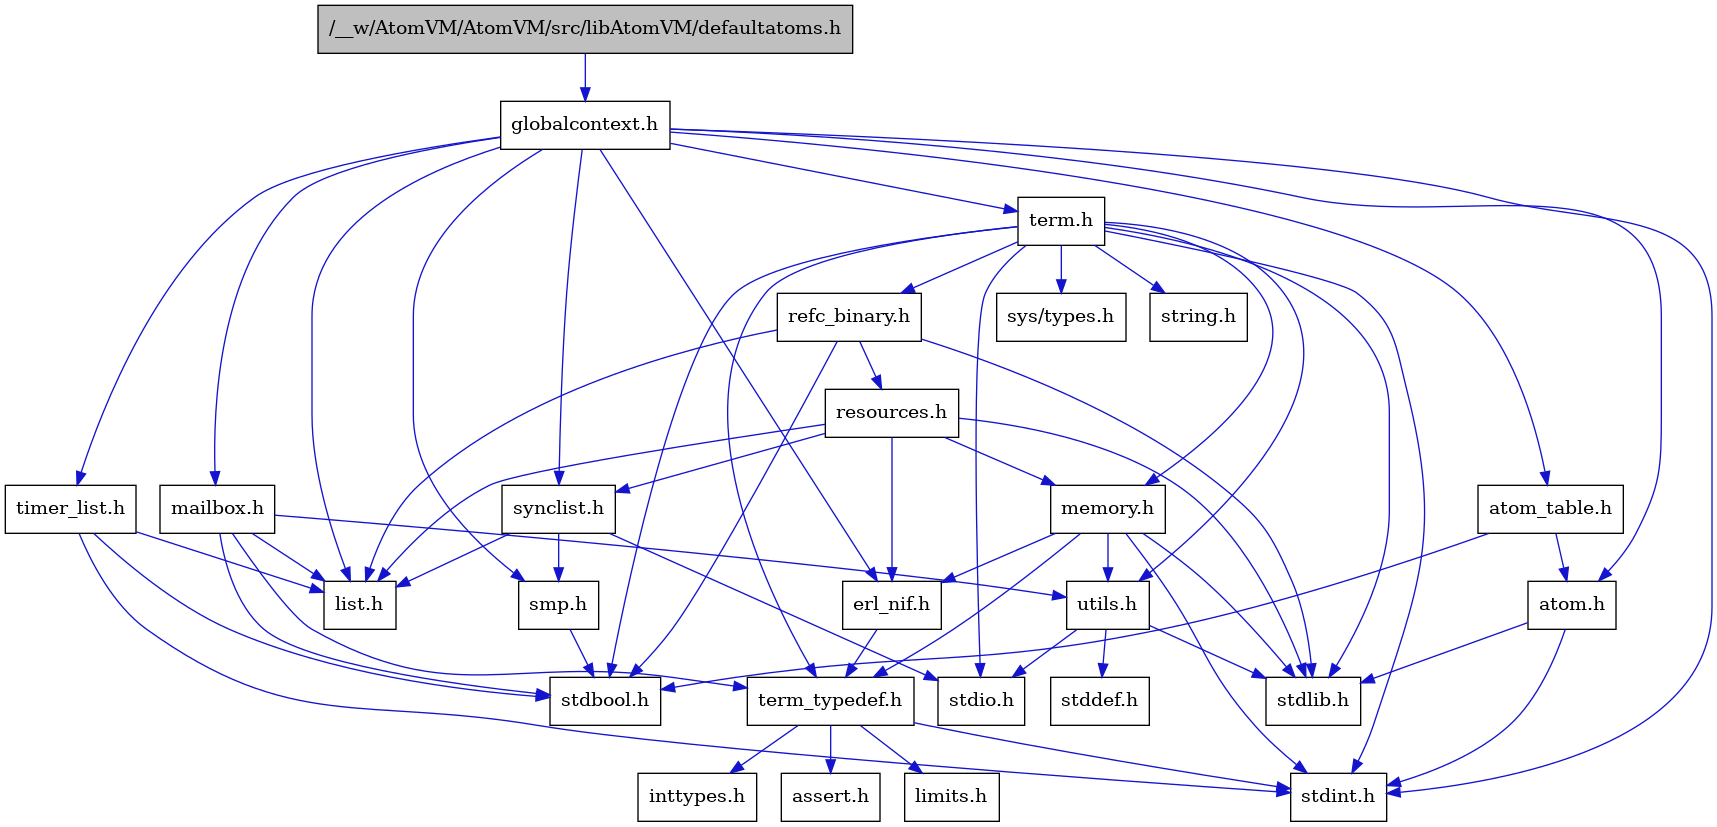 /__w/AtomVM/AtomVM/src/libAtomVM/defaultatoms.h
globalcontext.h
term.h
refc_binary.h
sys/types.h
string.h
resources.h
timer_list.h
mailbox.h
synclist.h
memory.h
atom_table.h
list.h
smp.h
erl_nif.h
utils.h
atom.h
stdbool.h
term_typedef.h
stdio.h
stddef.h
stdlib.h
inttypes.h
assert.h
limits.h
stdint.h